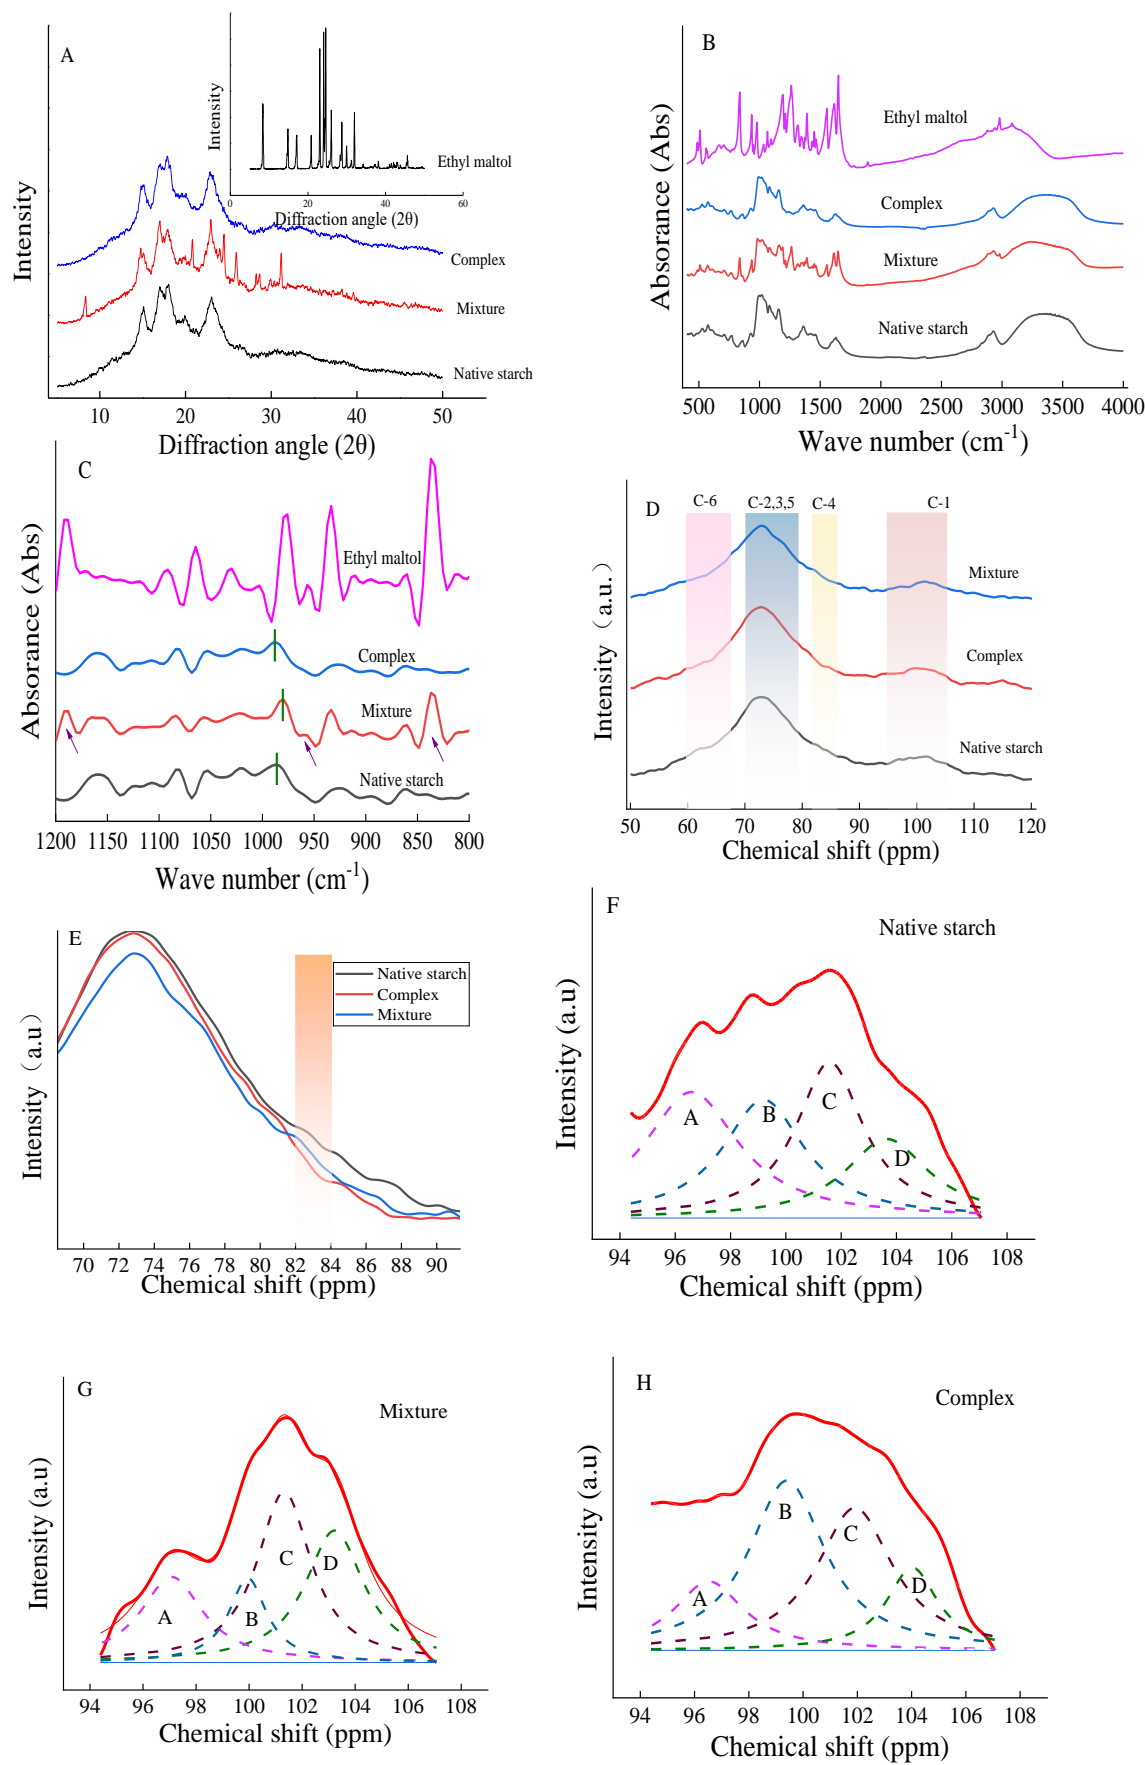 A
Intensity
Intensity
Ethyl maltol
0
20
40
60
Diffraction angle (2θ)
Complex
Mixture
Native starch
10
20
30
40
50
Diffraction angle (2θ)
B
Absorance (Abs)
Ethyl maltol
Complex
Mixture
Native starch
500
1000
1500
2000
2500
3000
3500
4000
Wave number (cm⁻¹)
C
Absorance (Abs)
Ethyl maltol
Complex
Mixture
Native starch
1200
1150
1100
1050
1000
950
900
850
800
Wave number (cm⁻¹)
D
C-6
C-2,3,5
C-4
C-1
Intensity（a.u.)
Mixture
Complex
Native starch
50
60
70
80
90
100
110
120
Chemical shift (ppm)
E
Intensity（a.u）
Native starch
Complex
Mixture
70
72
74
76
78
80
82
84
86
88
90
Chemical shift (ppm)
F
Native starch
Intensity (a.u)
A
B
C
D
94
96
98
100
102
104
106
108
Chemical shift (ppm)
G
Mixture
Intensity (a.u)
A
B
C
D
94
96
98
100
102
104
106
108
Chemical shift (ppm)
H
Complex
Intensity (a.u)
A
B
C
D
94
96
98
100
102
104
106
108
Chemical shift (ppm)